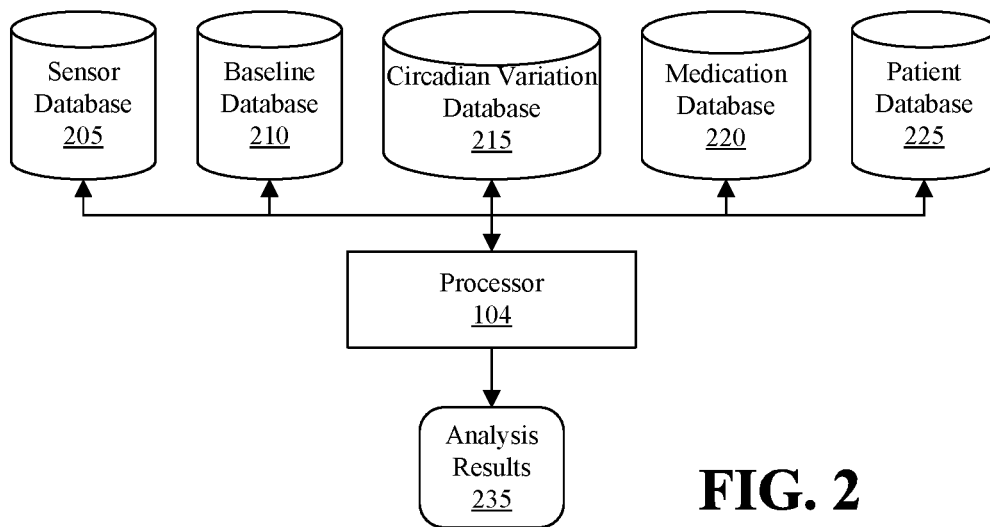 Sensor
Database
205
Baseline
Database
210
Circadian Variation
Database
215
Medication
Database
220
Patient
Database
225
Processor
104
Analysis
Results
235
FIG. 2